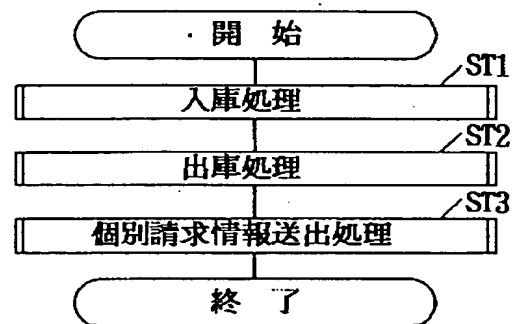 開 始
ST1
入庫処理
ST2
出庫処理
ST3
個別請求情報送出処理
終 了